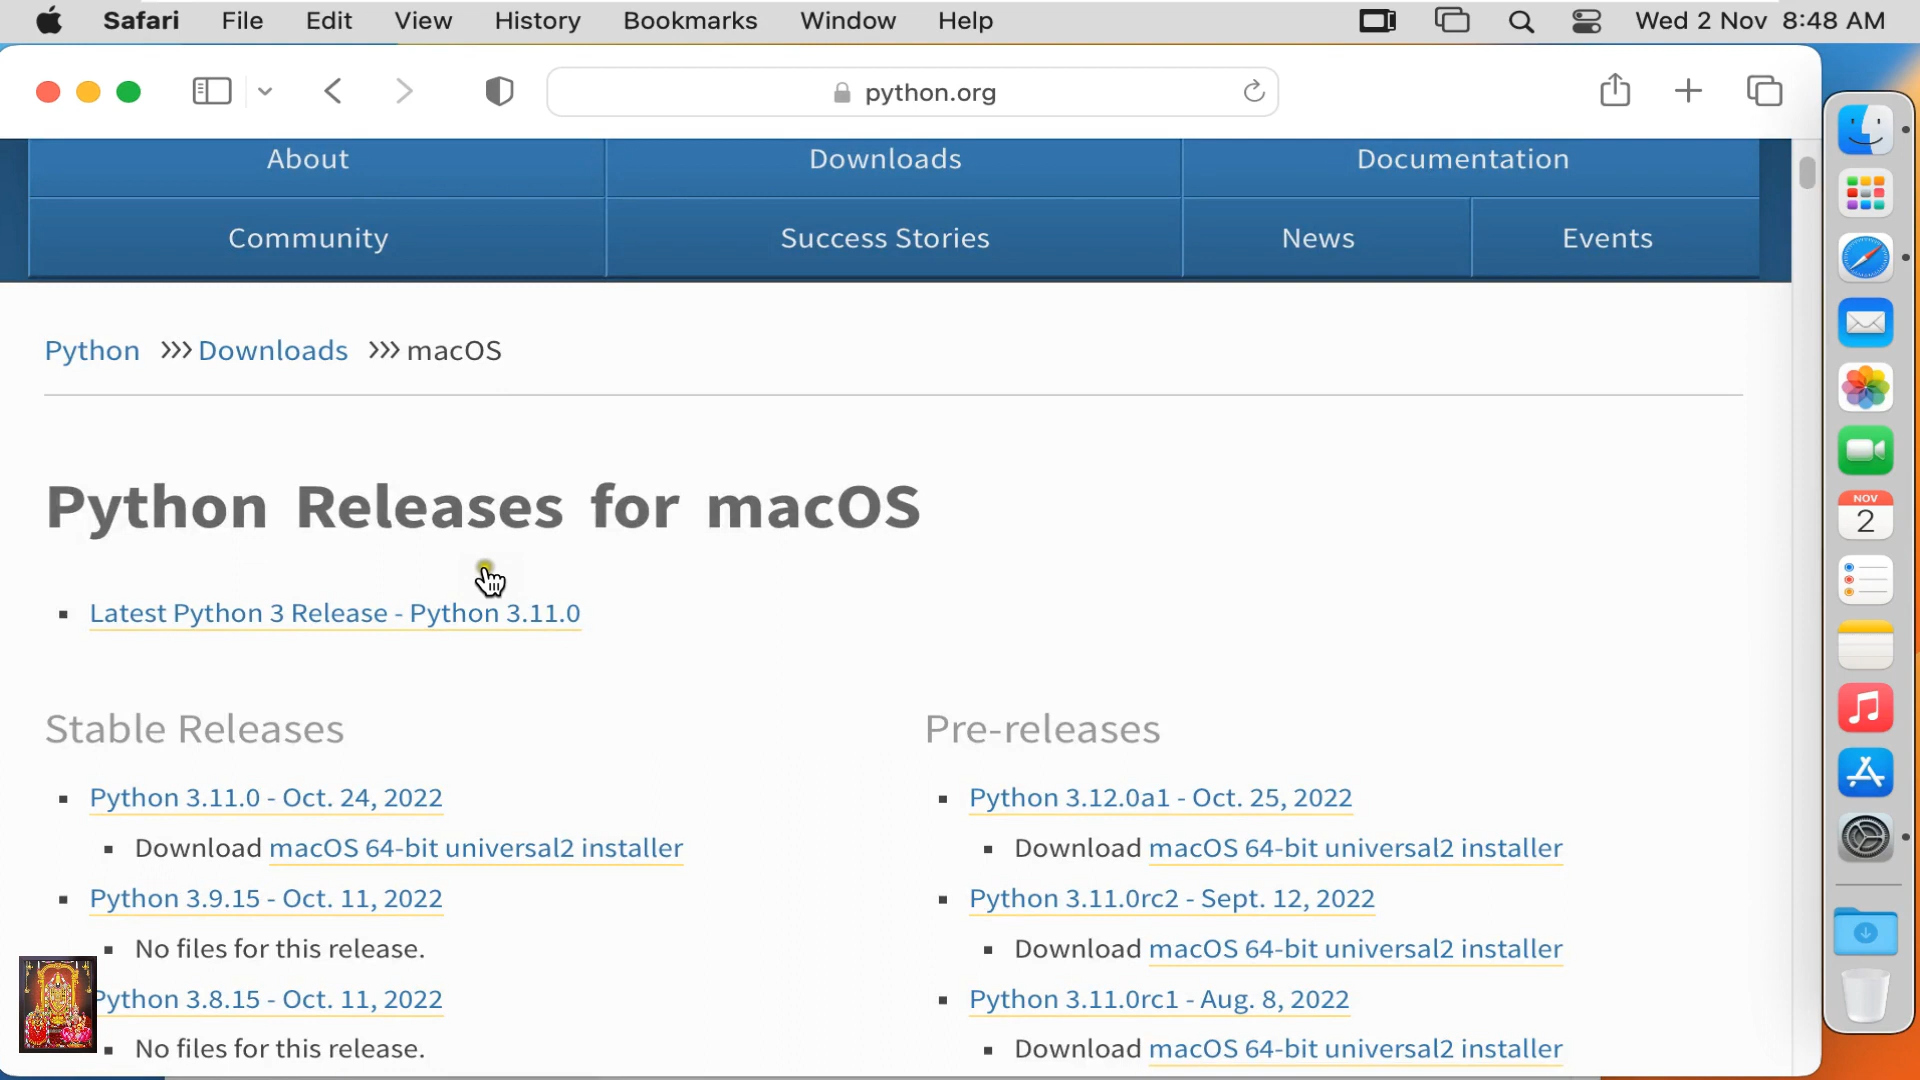 Safari File Edit View History Bookmarks Window Help Wed 2 Nov 8:48 AM
python.org
About Downloads Documentation
Community Success Stories News Events
Python >>> Downloads >>> macOS
Python Releases for macOS
Latest Python 3 Release - Python 3.11.0
Stable Releases
Python 3.11.0 - Oct. 24, 2022
Download macOS 64-bit universal2 installer
Python 3.9.15 - Oct. 11, 2022
No files for this release.
Python 3.8.15 - Oct. 11, 2022
No files for this release.
Pre-releases
Python 3.12.0a1 - Oct. 25, 2022
Download macOS 64-bit universal2 installer
Python 3.11.0rc2 - Sept. 12, 2022
Download macOS 64-bit universal2 installer
Python 3.11.0rc1 - Aug. 8, 2022
Download macOS 64-bit universal2 installer
NOV
2